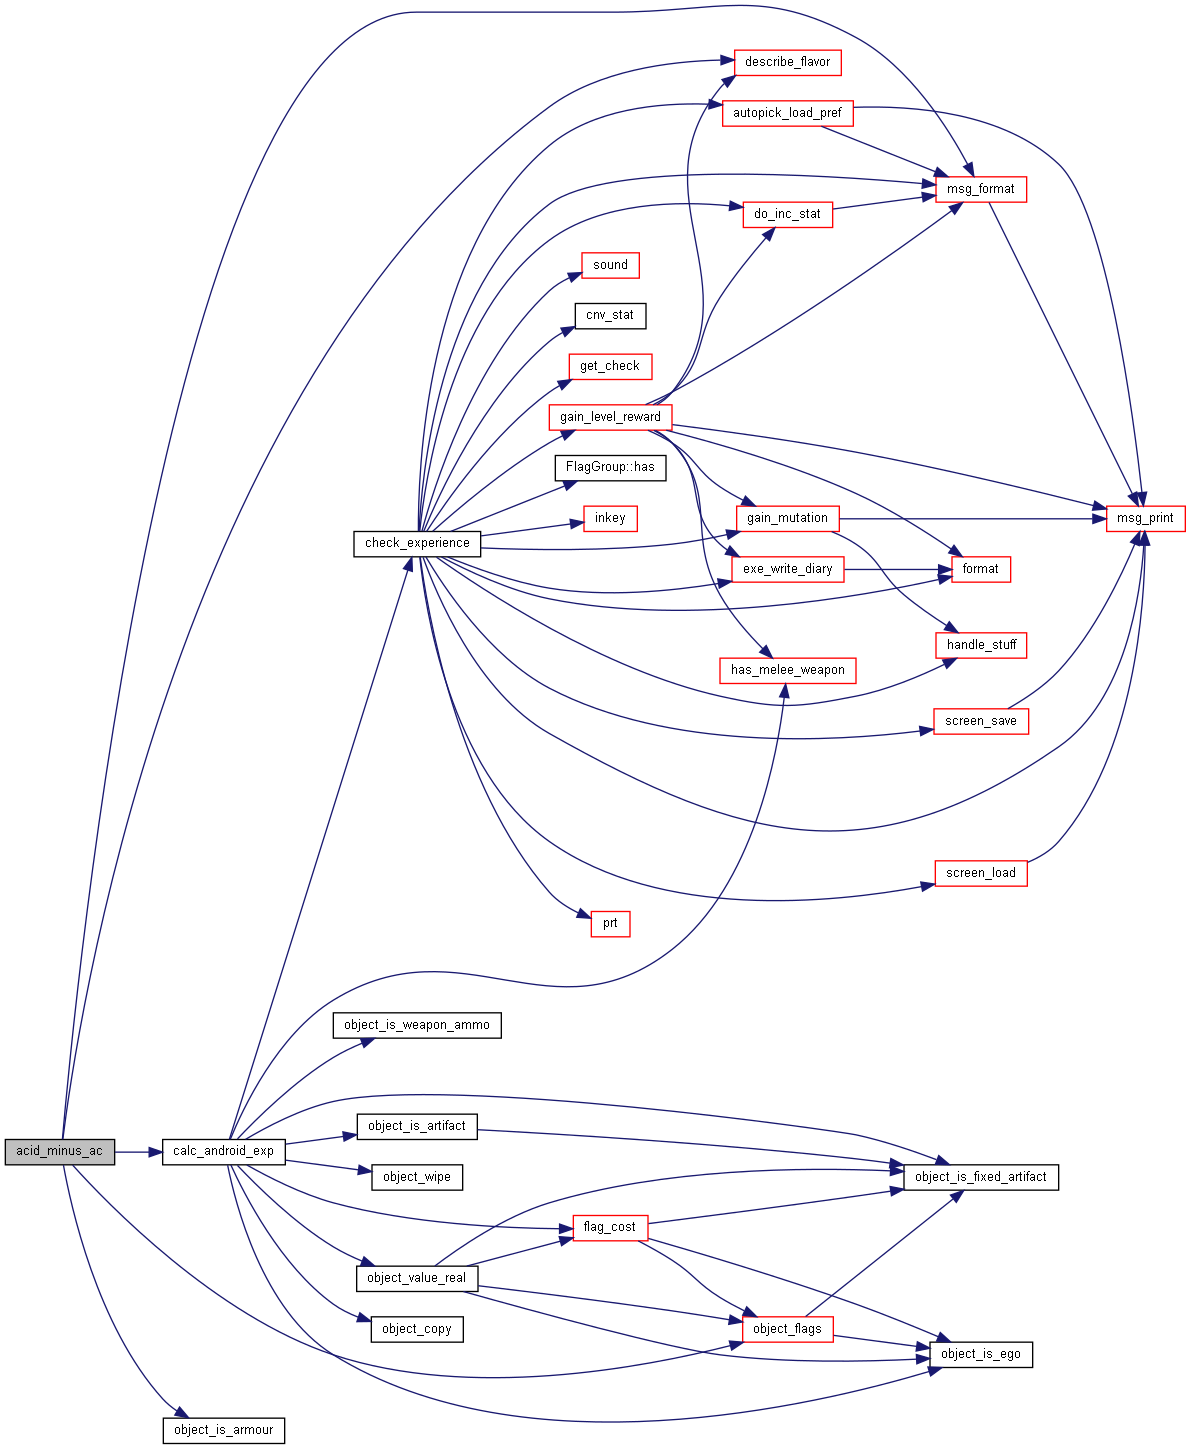 describe_flavor
autopick_load_pref
msg_format
do_inc_stat
sound
cnv_stat
get_check
gain_level_reward
FlagGroup::has
inkey
gain_mutation
msg_print
check_experience
exe_write_diary
format
handle_stuff
has_melee_weapon
screen_save
screen_load
prt
object_is_weapon_ammo
object_is_artifact
acid_minus_ac
calc_android_exp
object_wipe
object_is_fixed_artifact
flag_cost
object_value_real
object_copy
object_flags
object_is_ego
object_is_armour